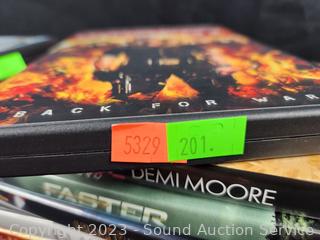 BACK FOR WAR
5329 201.
DEMI MOORE
FASTER
Copyright 2023 - Sound Auction Service